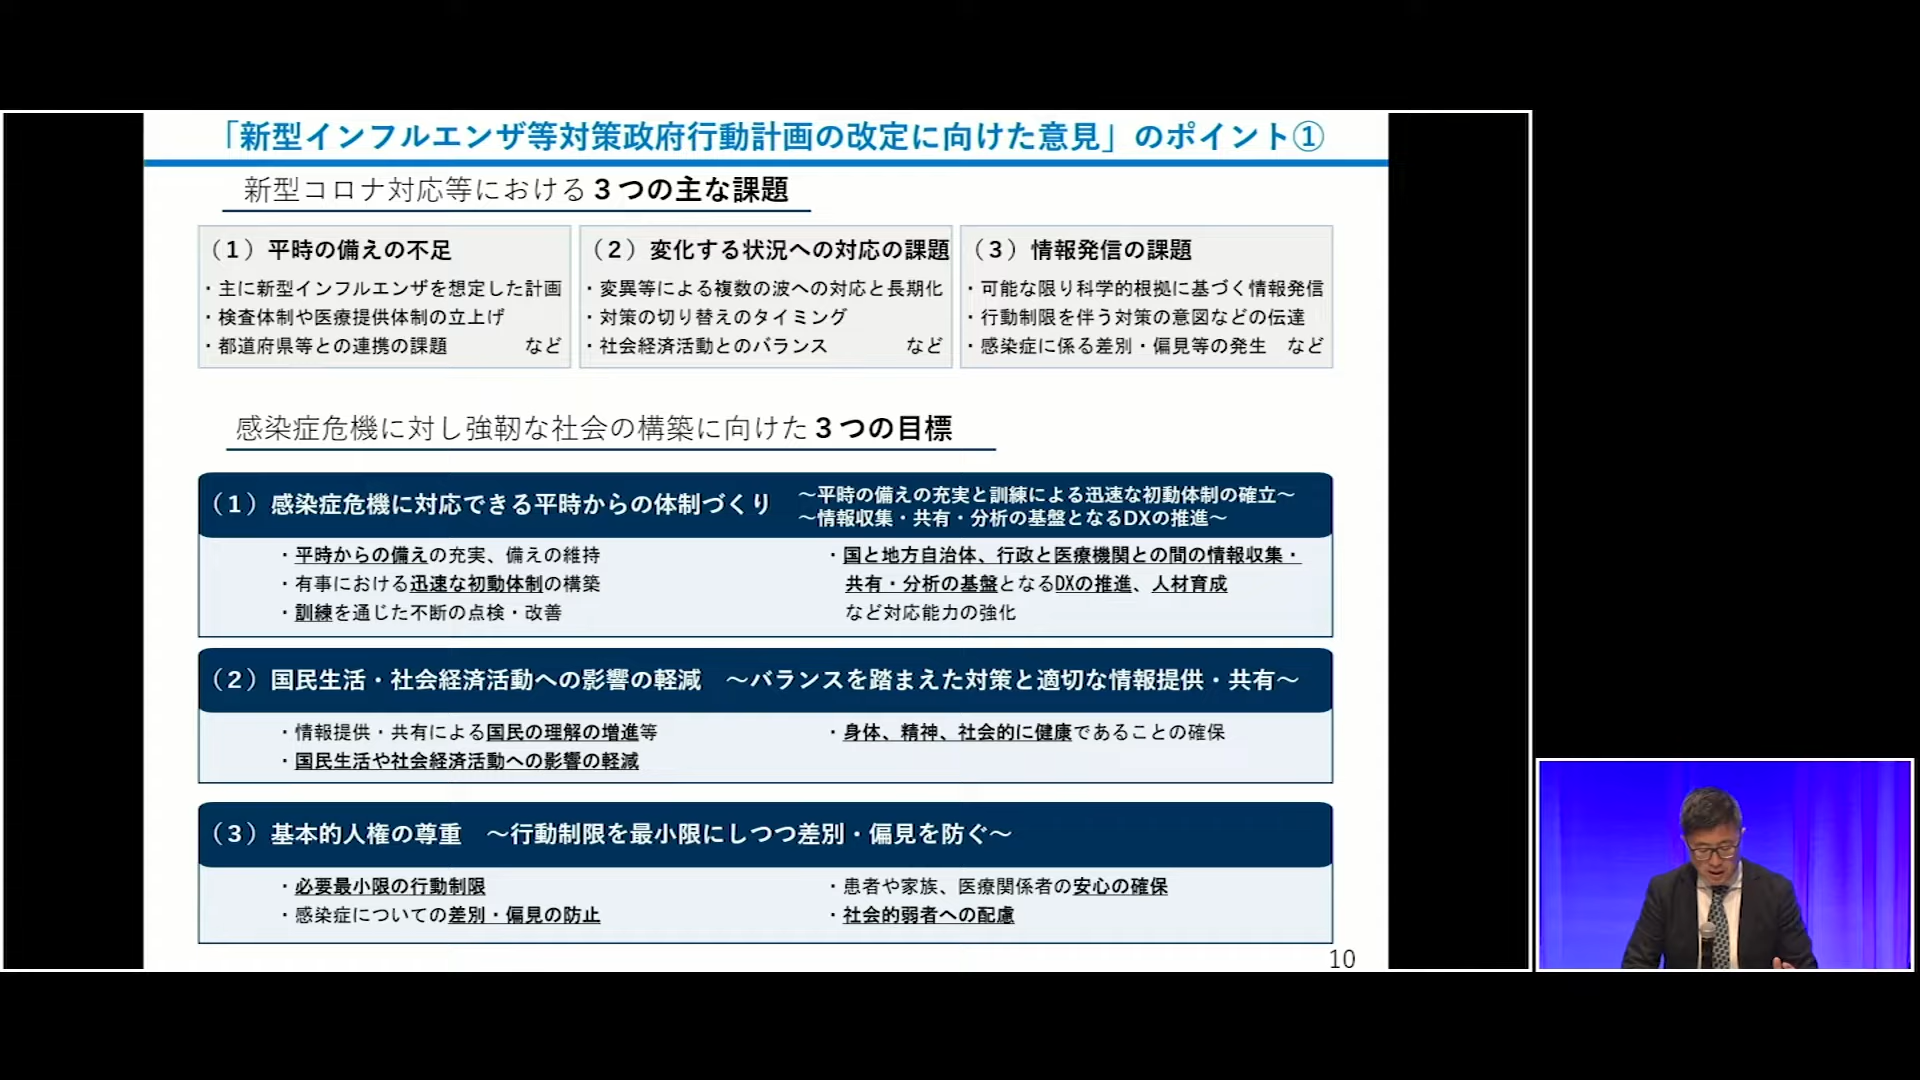 「新型インフルエンザ等対策政府行動計画の改定に向けた意見」のポイント①
新型コロナ対応等における３つの主な課題
（１）平時の備えの不足
・主に新型インフルエンザを想定した計画
・検査体制や医療提供体制の立上げ
・都道府県等との連携の課題 など
（２）変化する状況への対応の課題
・変異等による複数の波への対応と長期化
・対策の切り替えのタイミング
・社会経済活動とのバランス など
（３）情報発信の課題
・可能な限り科学的根拠に基づく情報発信
・行動制限を伴う対策の意図などの伝達
・感染症に係る差別・偏見等の発生 など
感染症危機に対し強靭な社会の構築に向けた３つの目標
（１）感染症危機に対応できる平時からの体制づくり
～平時の備えの充実と訓練による迅速な初動体制の確立～
～情報収集・共有・分析の基盤となるDXの推進～
・平時からの備えの充実、備えの維持
・有事における迅速な初動体制の構築
・訓練を通じた不断の点検・改善
・国と地方自治体、行政と医療機関との間の情報収集・
共有・分析の基盤となるDXの推進、人材育成
など対応能力の強化
（２）国民生活・社会経済活動への影響の軽減 ～バランスを踏まえた対策と適切な情報提供・共有～
・情報提供・共有による国民の理解の増進等
・国民生活や社会経済活動への影響の軽減
・身体、精神、社会的に健康であることの確保
（３）基本的人権の尊重 ～行動制限を最小限にしつつ差別・偏見を防ぐ～
・必要最小限の行動制限
・感染症についての差別・偏見の防止
・患者や家族、医療関係者の安心の確保
・社会的弱者への配慮
10